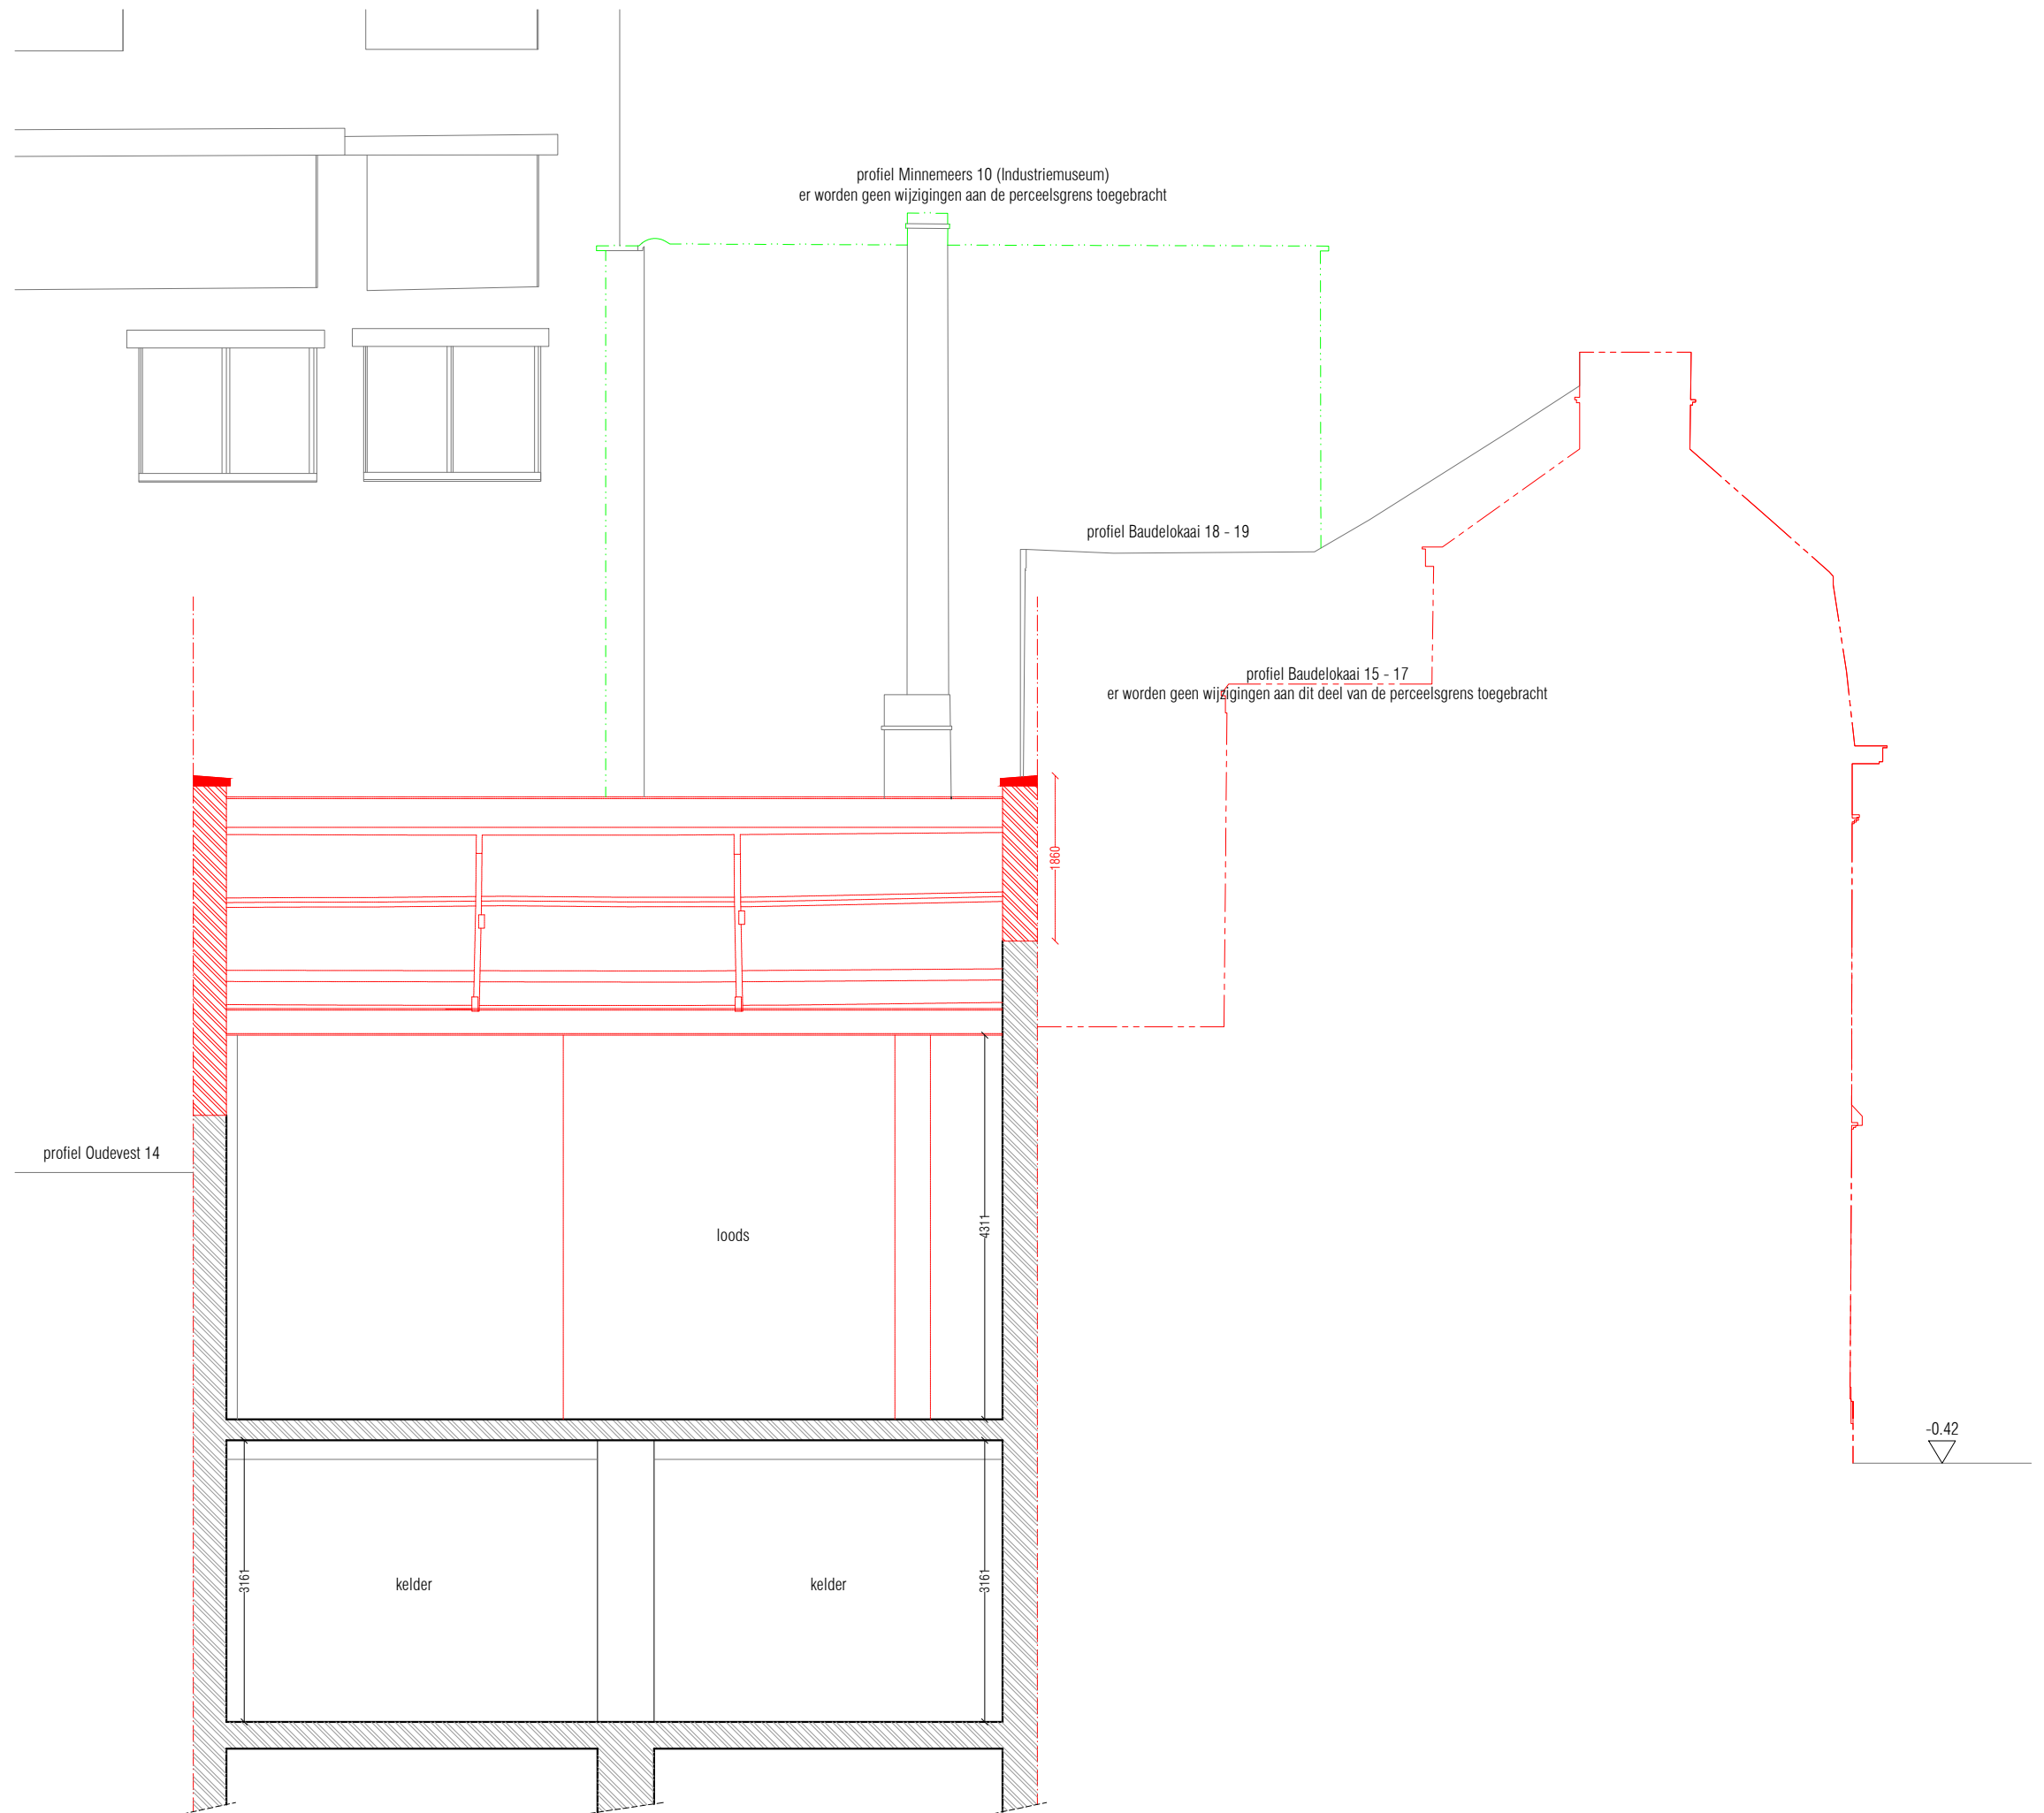 profiel Minnemeers 10 (Industriemuseum)
er worden geen wijzigingen aan de perceelsgrens toegebracht
profiel Baudelokaai 18 - 19
profiel Baudelokaai 15 - 17
er worden geen wijzigingen aan dit deel van de perceelsgrens toegebracht
1860
profiel Oudevest 14
loods
4311
-0.42
3161
kelder
kelder
3161